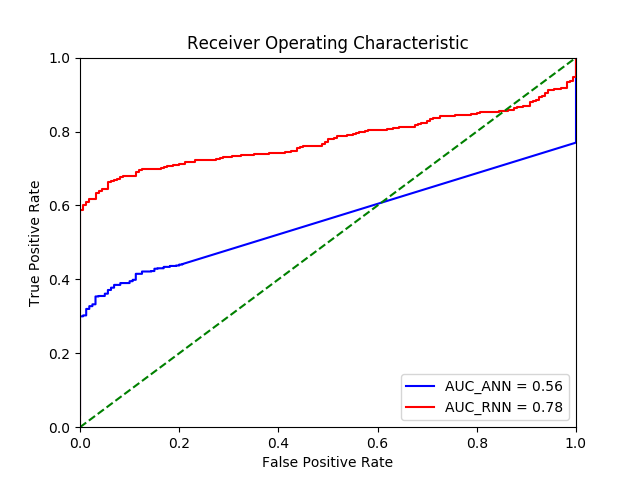 Receiver Operating Characteristic
True Positive Rate
1.0
0.8
0.6
0.4
0.2
0.0
0.0 0.2 0.4 0.6 0.8 1.0
False Positive Rate
AUC_ANN = 0.56
AUC_RNN = 0.78